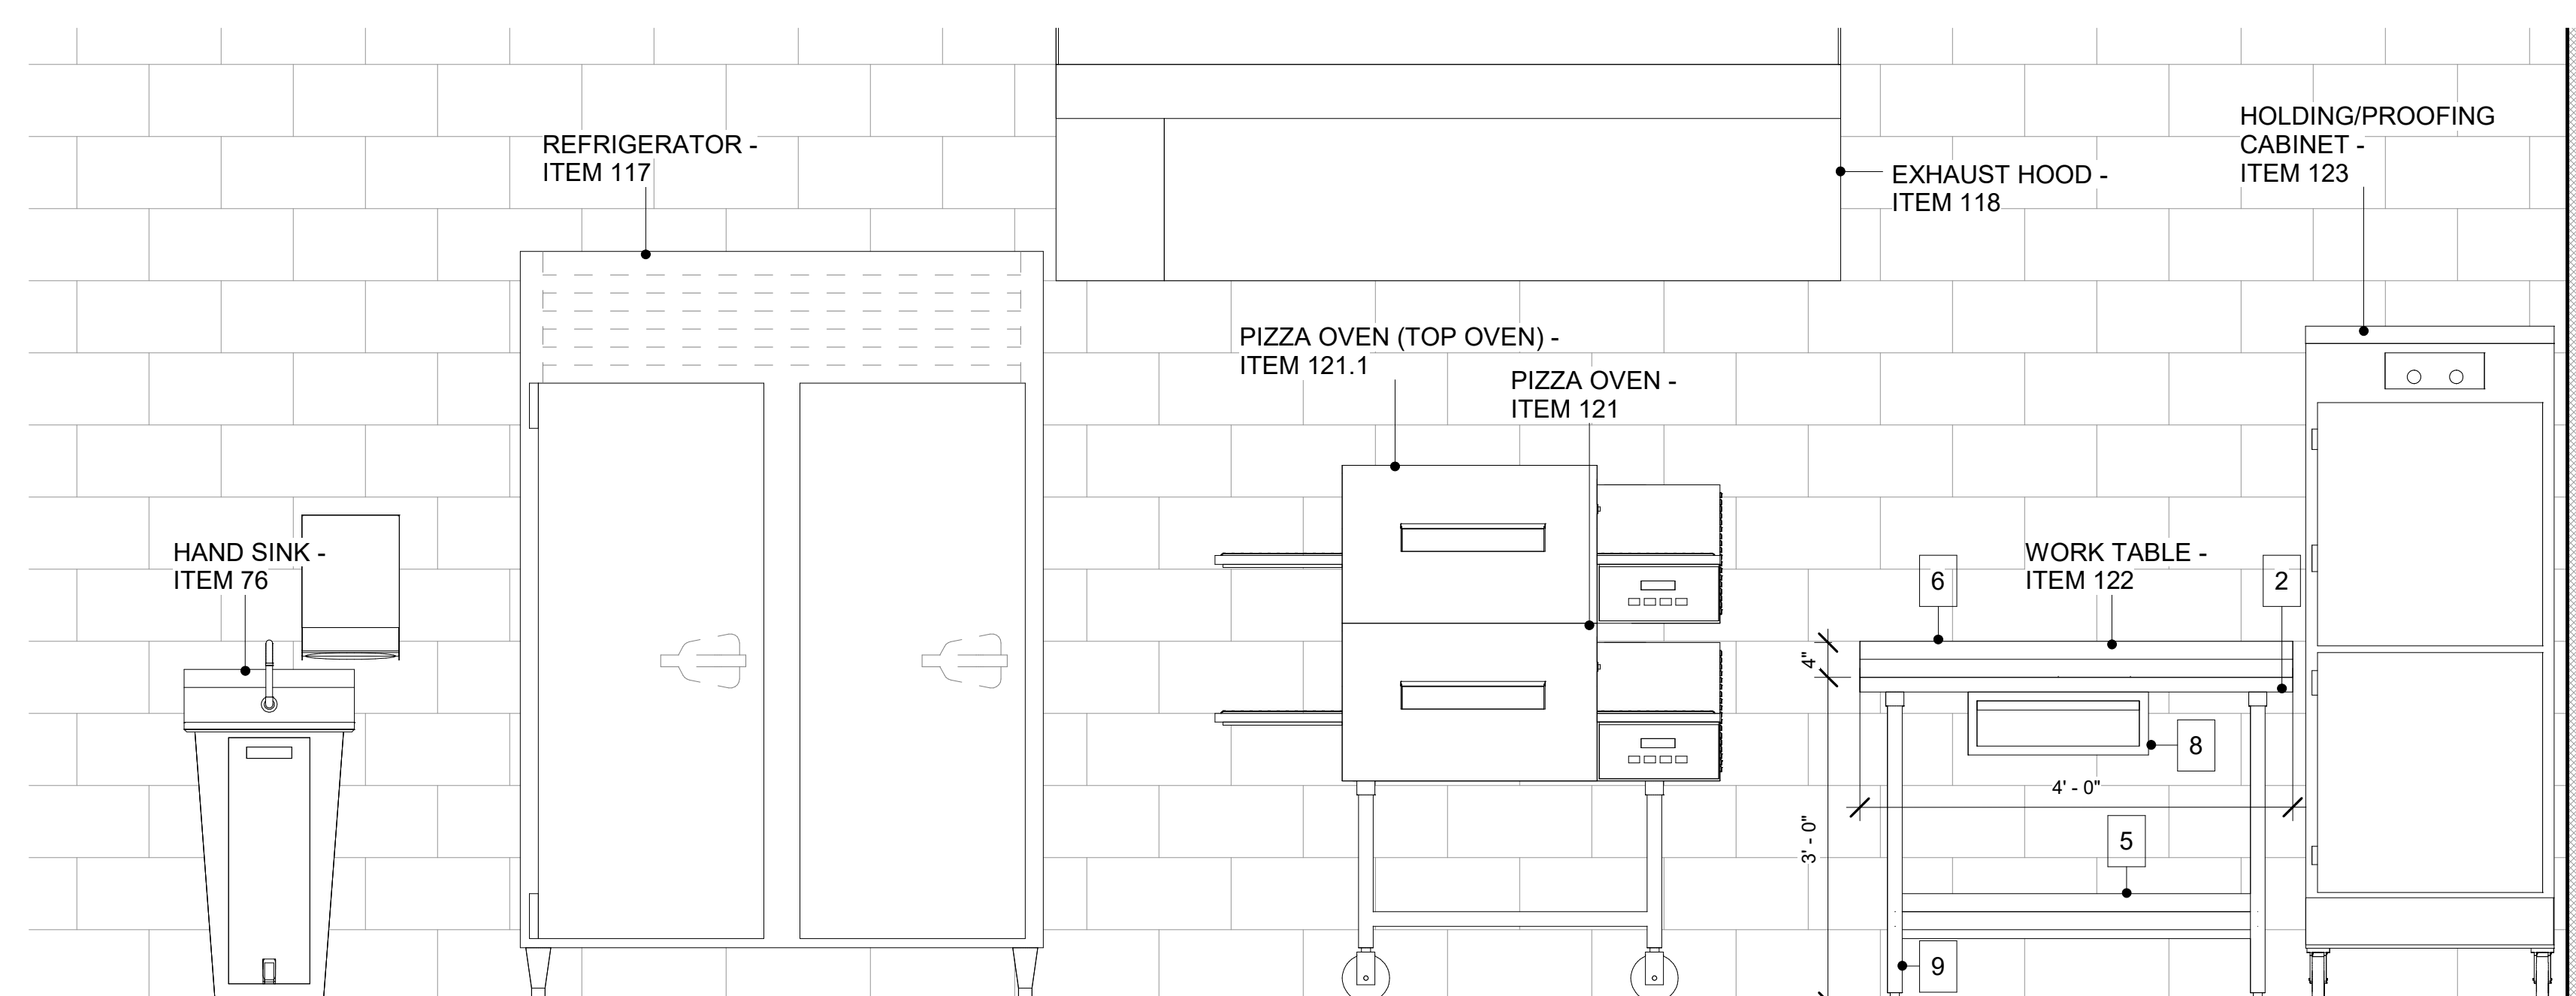 HOLDING/PROOFING
CABINET -
ITEM 123
REFRIGERATOR -
ITEM 117
EXHAUST HOOD -
ITEM 118
PIZZA OVEN (TOP OVEN) -
ITEM 121.1
PIZZA OVEN -
ITEM 121
HAND SINK -
ITEM 76
WORK TABLE -
ITEM 122
6
2
4"
8
4' - 0"
3' - 0"
5
9